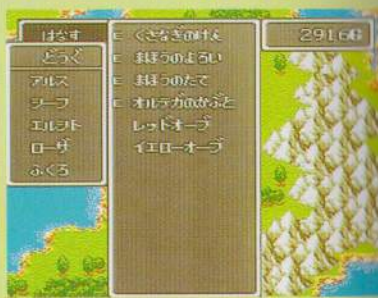 はなす
どうぐ
アルス
シーフ
エルシド
ローザ
ふくろ
E くさなぎのけん
E まほうのよろい
E まほうのたて
E オルテガのかぶと
レッドオーブ
イエローオーブ
29166G